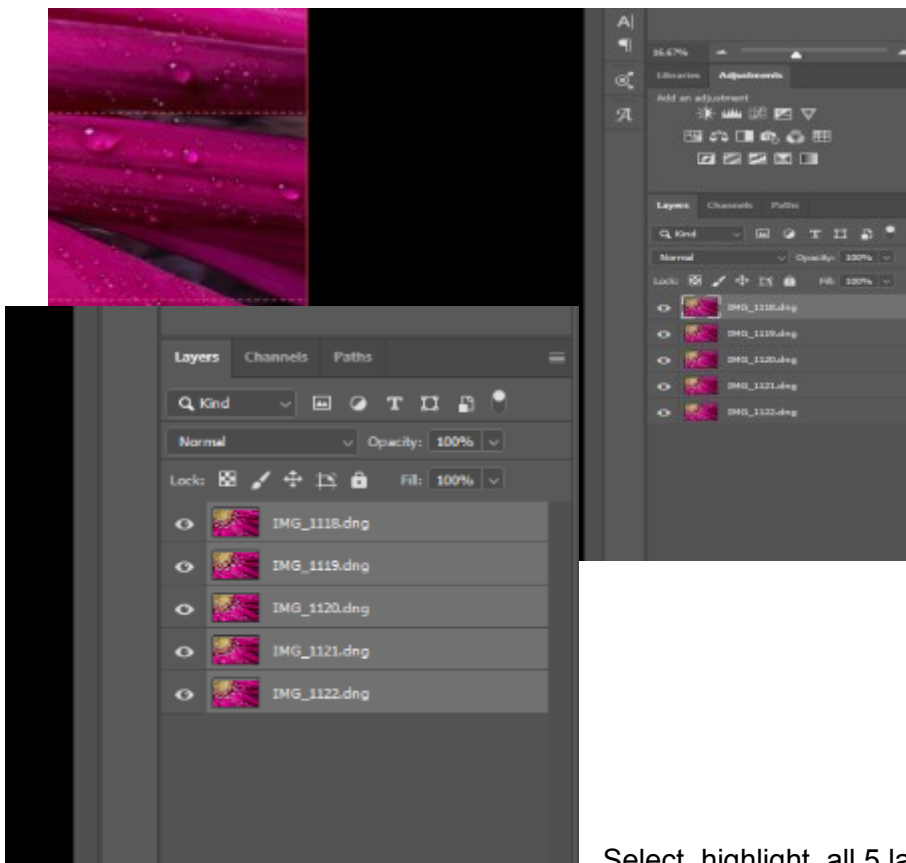 A|
16.67%
Libraries Adjustments
Add an adjustment
Layers Channels Paths
Kind
Normal Opacity: 100%
Lock: Fill: 100%
IMG_1118.dng
IMG_1119.dng
IMG_1120.dng
IMG_1121.dng
IMG_1122.dng
Layers Channels Paths
Kind
Normal Opacity: 100%
Lock: Fill: 100%
IMG_1118.dng
IMG_1119.dng
IMG_1120.dng
IMG_1121.dng
IMG_1122.dng
Select, highlight, all 5 la